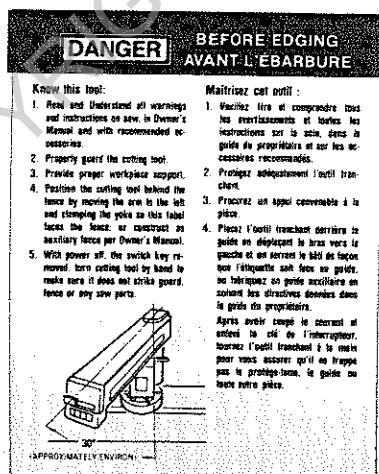 DANGER
BEFORE EDGING
AVANT L'ÉBARBURE
Know this tool:
1. Read and Understand all warnings
and instructions on saw, in Owner's
Manual and with recommended ac-
cessories.
2. Properly guard the cutting tool.
3. Provide proper workpiece support.
4. Position the cutting tool behind the
fence by moving the arm to the left
and clamping the yoke so this label
faces the fence, or construct an
auxiliary fence per Owner's Manual.
5. With power off, the switch key re-
moved, turn cutting tool by hand to
make sure it does not strike guard,
fence or any saw parts.
30°
(APPROXIMATELY/ENVIRON)
Maîtrisez cet outil :
1. Veuillez lire et comprendre tous
les avertissements et toutes les
instructions sur la scie, dans le
guide du propriétaire et sur les ac-
cessoires recommandés.
2. Protégez adéquatement l'outil tran-
chant.
3. Procurez un appui convenable à la
pièce.
4. Placez l'outil tranchant derrière le
guide en déplaçant le bras vers la
gauche et en serrant le bâti de façon
que l'étiquette soit face au guide,
ou fabriquez un guide auxiliaire en
suivant les directives données dans
le guide du propriétaire.
Après avoir coupé le courant et
enlevé la clé de l'interrupteur,
tournez l'outil tranchant à la main
pour vous assurer qu'il ne frappe
pas le protège-lame, le guide ou
toute autre pièce.